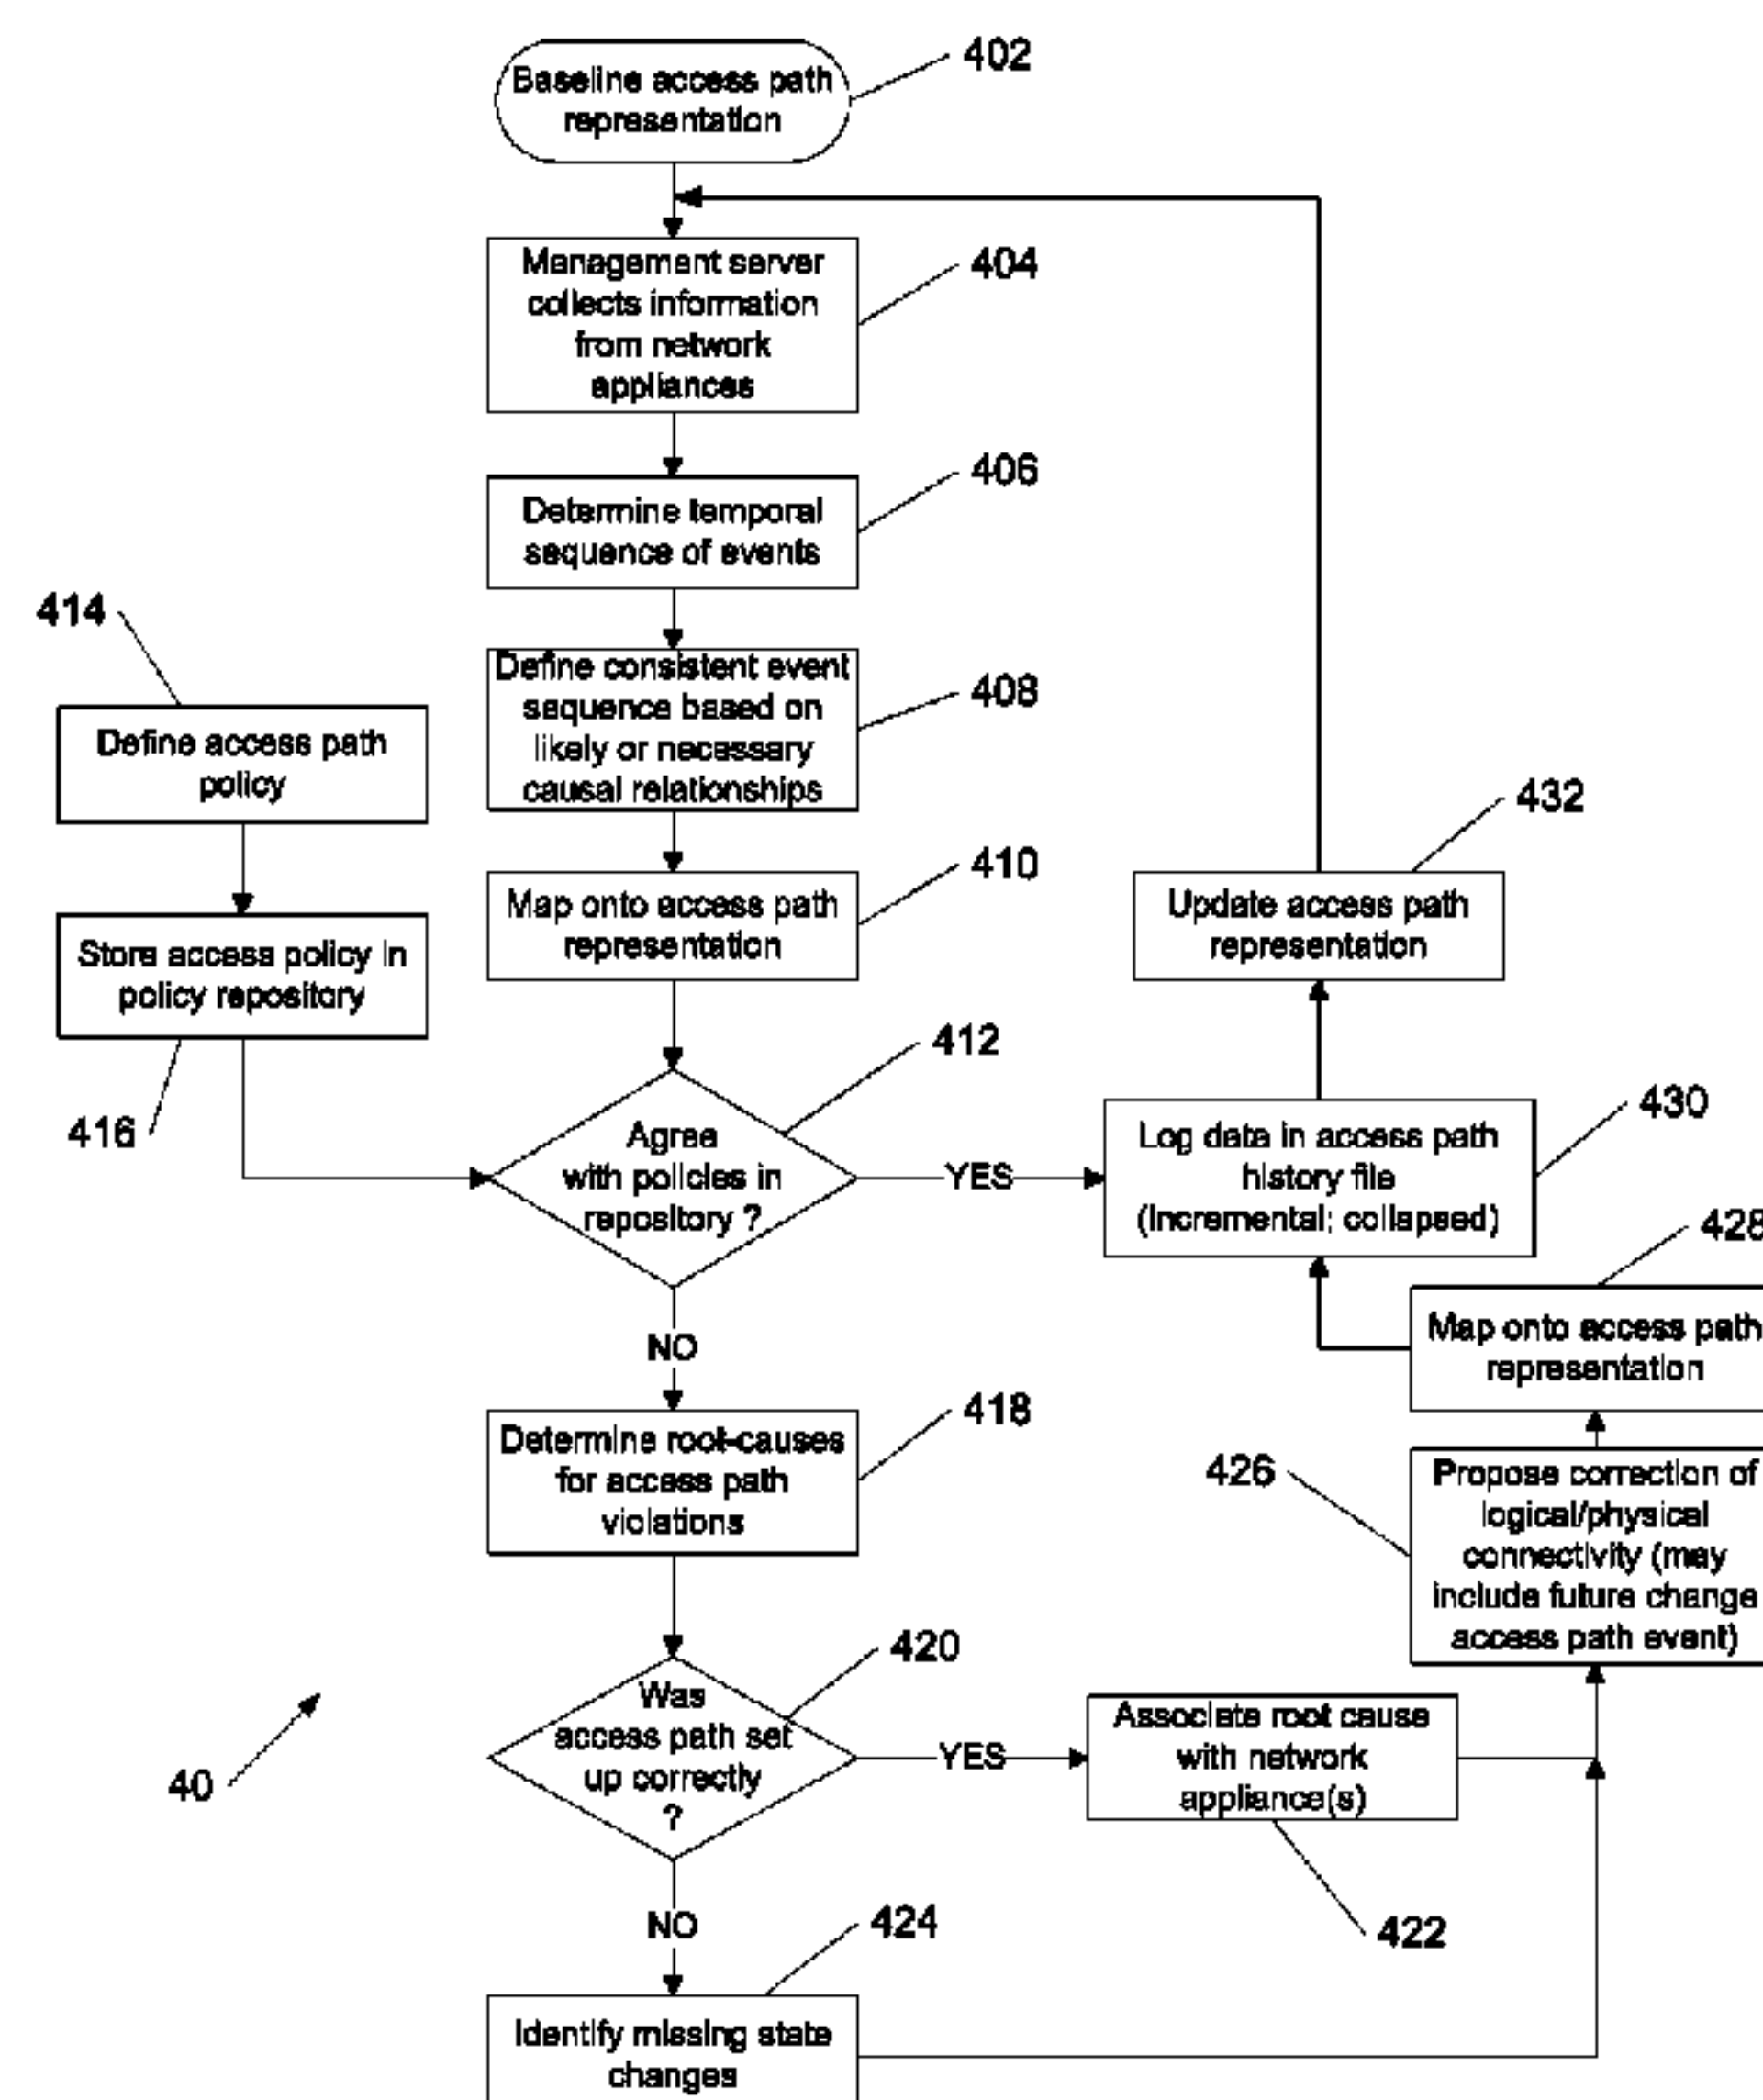 Baseline access path
representation
402
Management server
collects information
from network
appliances
404
Determine temporal
sequence of events
406
414
Define consistent event
sequence based on
likely or necessary
causal relationships
408
Define access path
policy
432
Map onto access path
representation
410
Update access path
representation
Store access policy in
policy repository
412
416
Agree
with policies in
repository ?
YES
Log data in access path
history file
(incremental; collapsed)
430
428
NO
Map onto access path
representation
Determine root-causes
for access path
violations
418
426
Propose correction of
logical/physical
connectivity (may
include future change
access path event)
420
Was
access path set
up correctly
?
YES
Associate root cause
with network
appliance(s)
40
422
NO
424
Identify missing state
changes